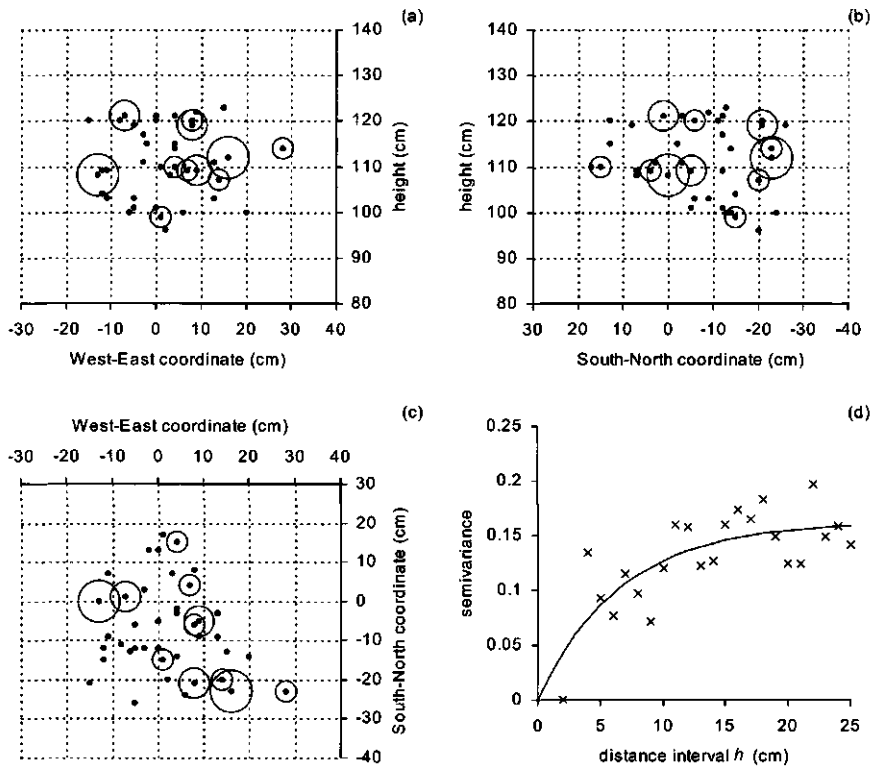 (a)
140
130
120
110
100
90
80
height (cm)
-30 -20 -10 0 10 20 30 40
West-East coordinate (cm)
(b)
140
130
120
110
100
90
80
height (cm)
30 20 10 0 -10 -20 -30 -40
South-North coordinate (cm)
(c)
West-East coordinate (cm)
-30 -20 -10 0 10 20 30 40
30
20
10
0
-10
-20
-30
-40
South-North coordinate (cm)
(d)
0.25
0.2
0.15
0.1
0.05
0
semivariance
0 5 10 15 20 25
distance interval h (cm)